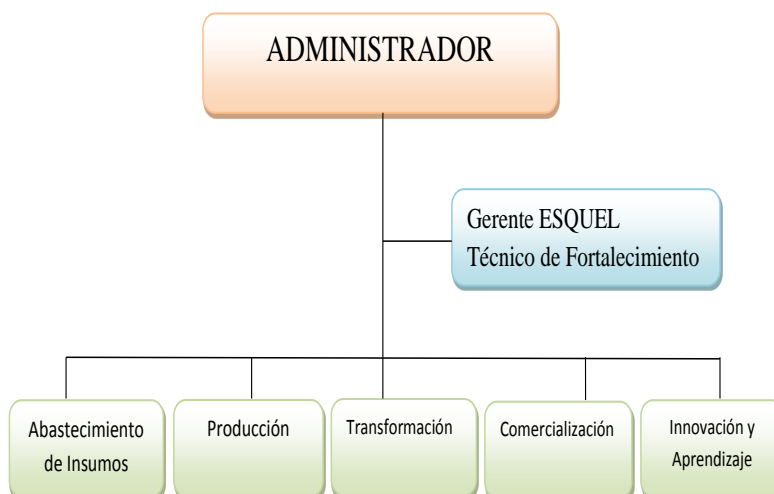 ADMINISTRADOR
Gerente ESQUEL
Técnico de Fortalecimiento
Abastecimiento
de Insumos
Producción
Transformación
Comercialización
Innovación y
Aprendizaje